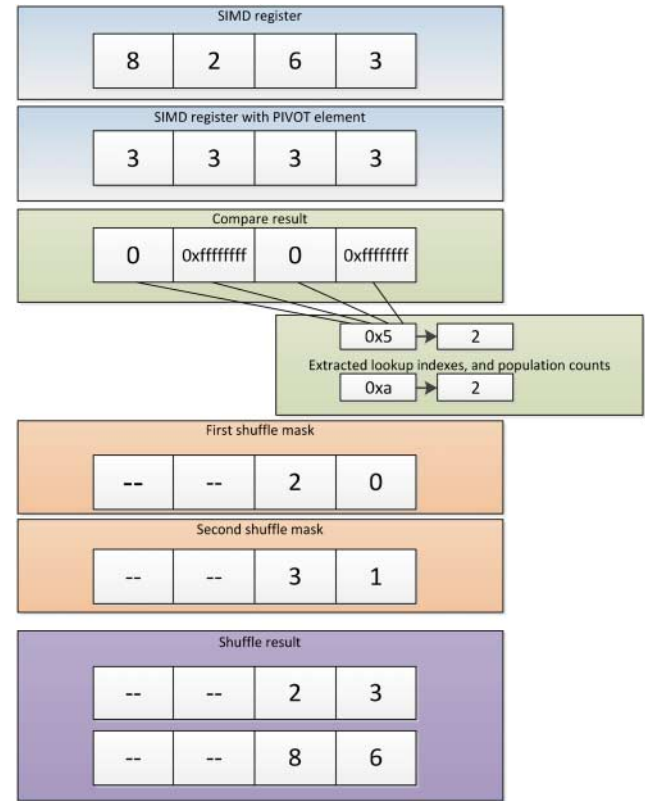 SIMD register
8 2 6 3
SIMD register with PIVOT element
3 3 3 3
Compare result
0 0xffffffff 0 0xffffffff
0x5 2
Extracted lookup indexes, and population counts
0xa 2
First shuffle mask
-- -- 2 0
Second shuffle mask
-- -- 3 1
Shuffle result
-- -- 2 3
-- -- 8 6